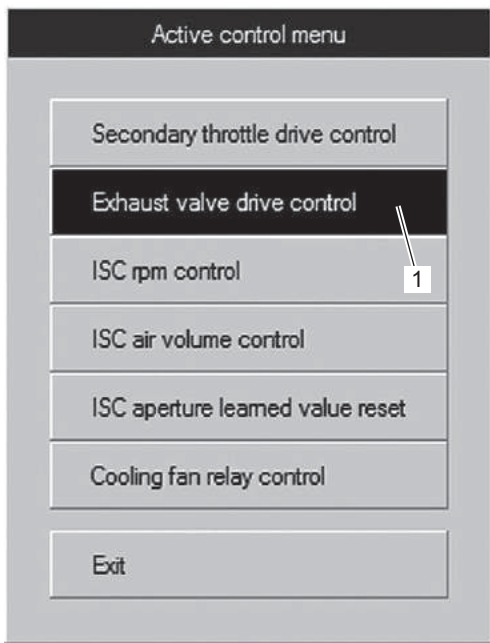 Active control menu
Secondary throttle drive control
Exhaust valve drive control
1
ISC rpm control
ISC air volume control
ISC aperture learned value reset
Cooling fan relay control
Exit